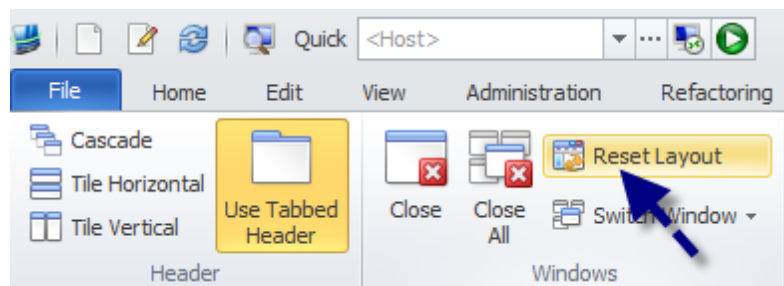 Quick <Host>
File Home Edit View Administration Refactoring
Cascade
Tile Horizontal
Tile Vertical
Use Tabbed
Header
Close
Close
All
Reset Layout
Switch Window
Header
Windows